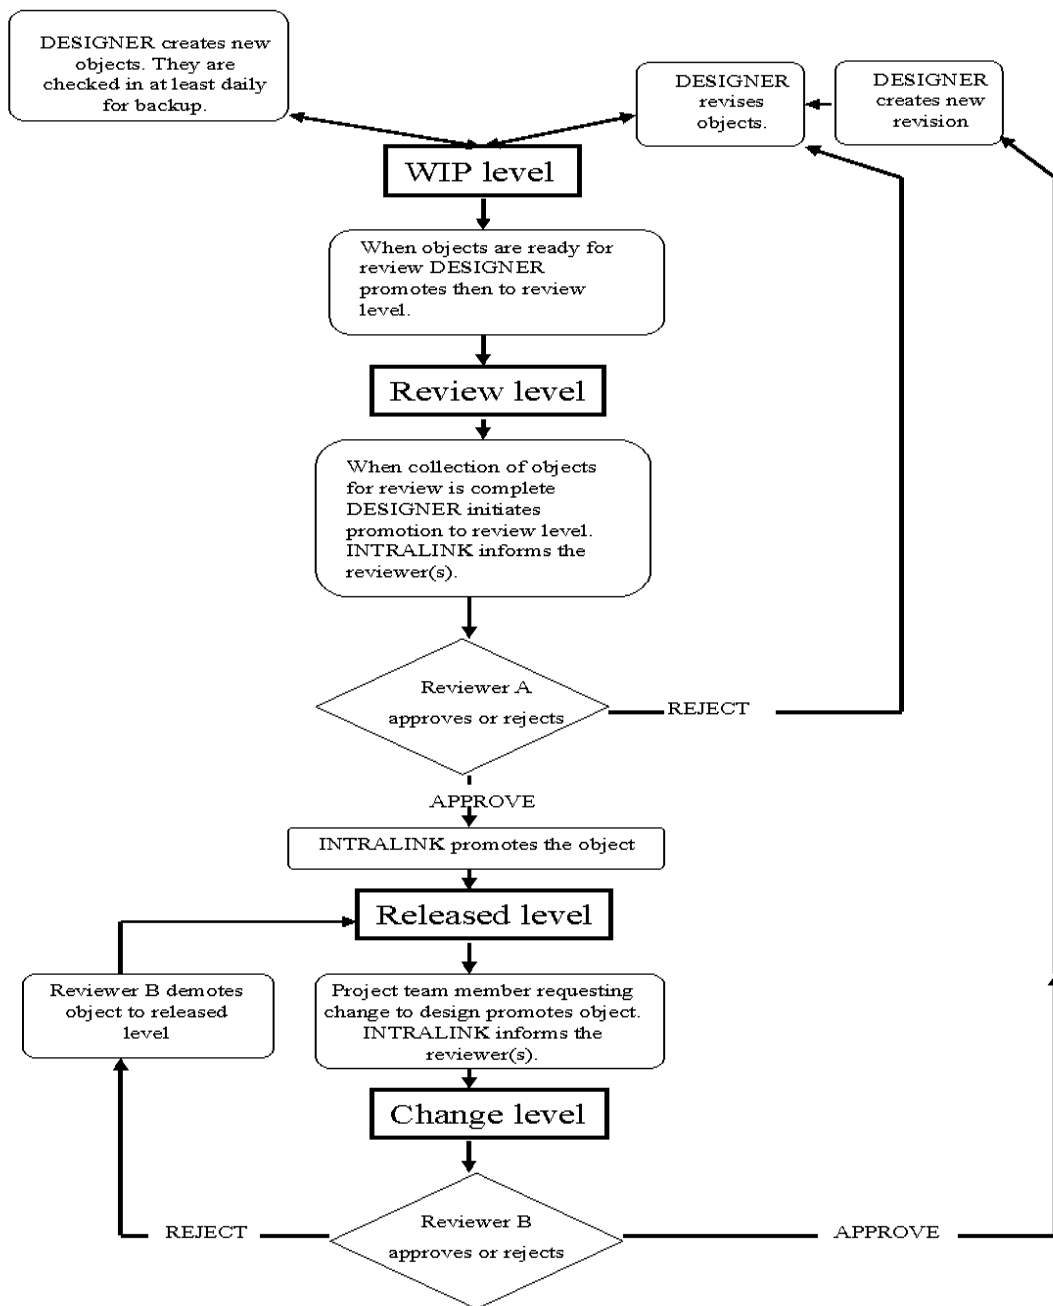 DESIGNER creates new
objects. They are
checked in at least daily
for backup.
DESIGNER
revises
objects.
DESIGNER
creates new
revision
WIP level
When objects are ready for
review DESIGNER
promotes then to review
level.
Review level
When collection of objects
for review is complete
DESIGNER initiates
promotion to review level.
INTRALINK informs the
reviewer(s).
Reviewer A
approves or rejects
REJECT
APPROVE
INTRALINK promotes the object
Released level
Reviewer B demotes
object to released
level
Project team member requesting
change to design promotes object.
INTRALINK informs the
reviewer(s).
Change level
Reviewer B
approves or rejects
REJECT
APPROVE